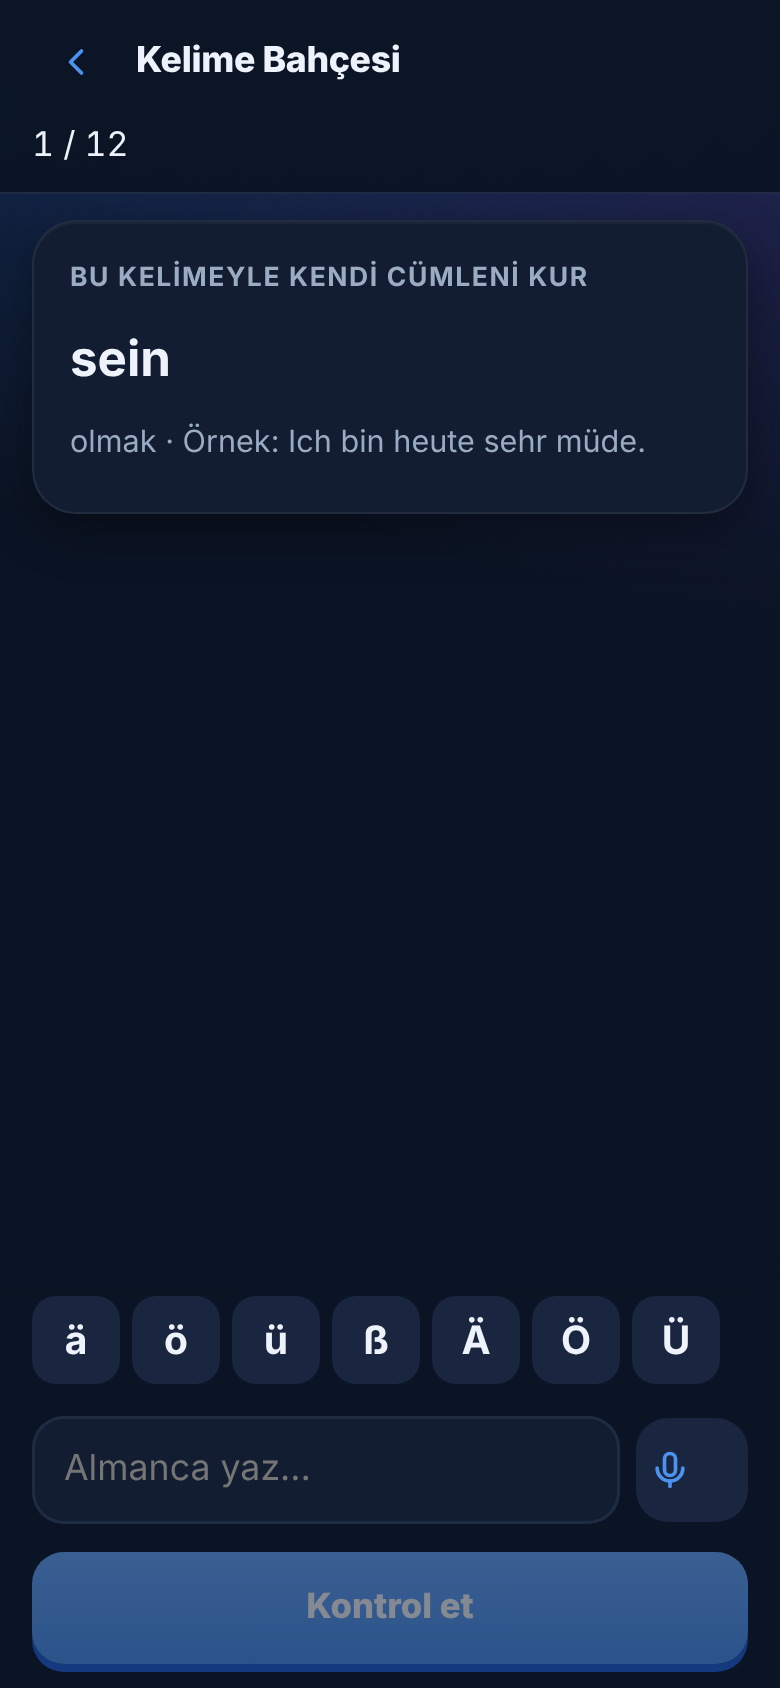 Kelime Bahçesi
1 / 12
BU KELİMEYLE KENDİ CÜMLENİ KUR
sein
olmak · Örnek: Ich bin heute sehr müde.
ä ö ü ß Ä Ö Ü
Almanca yaz...
Kontrol et